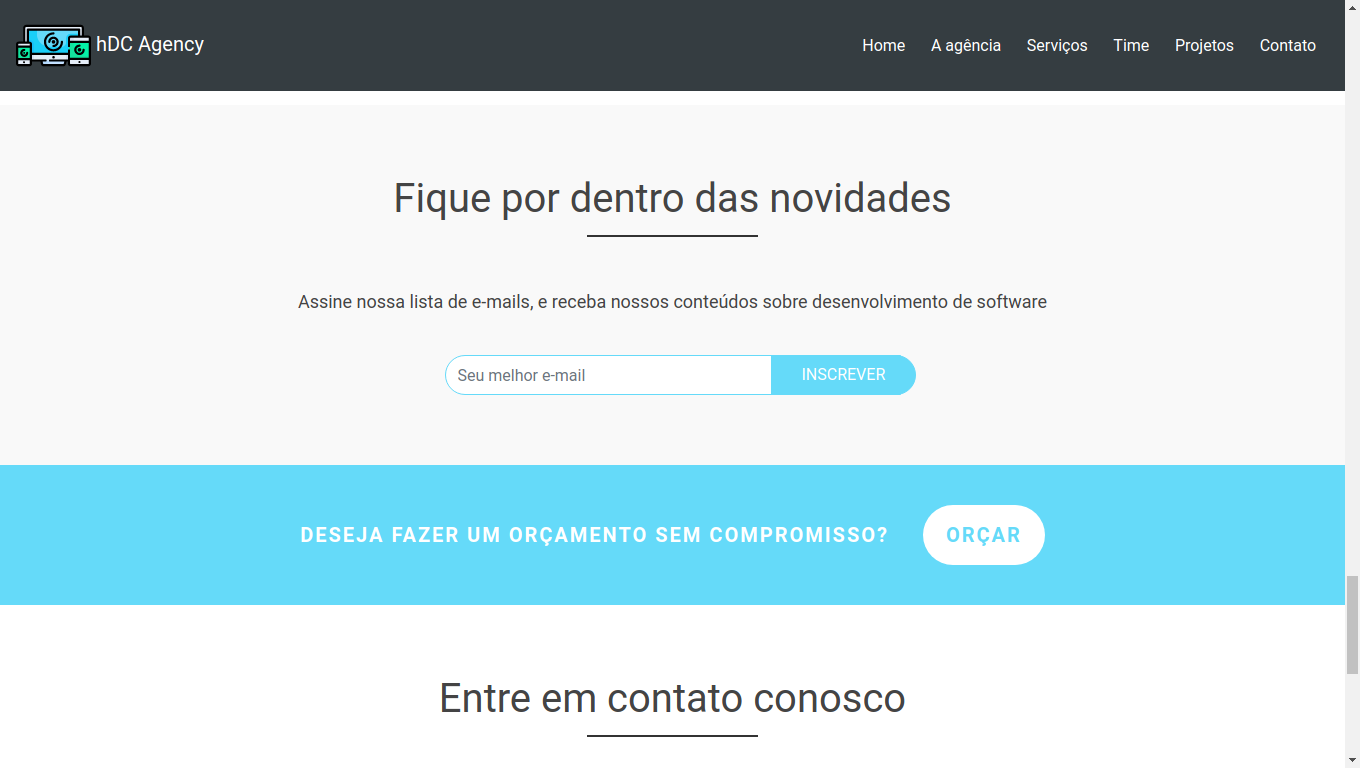 hDC Agency
Home A agência Serviços Time Projetos Contato
Fique por dentro das novidades
Assine nossa lista de e-mails, e receba nossos conteúdos sobre desenvolvimento de software
Seu melhor e-mail INSCREVER
DESEJA FAZER UM ORÇAMENTO SEM COMPROMISSO? ORÇAR
Entre em contato conosco